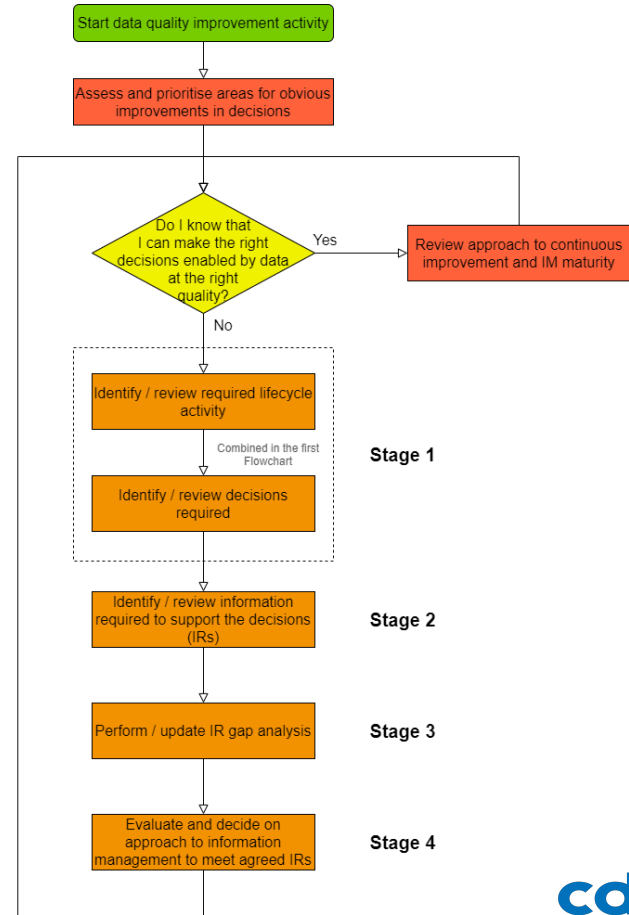 Start data quality improvement activity
Assess and prioritise areas for obvious
improvements in decisions
Do I know that
I can make the right
decisions enabled by data
at the right
quality?
Yes
Review approach to continuous
improvement and IM maturity
No
Identify / review required lifecycle
activity
Combined in the first
Flowchart
Stage 1
Identify / review decisions
required
Identify / review information
required to support the decisions
(IRs)
Stage 2
Perform / update IR gap analysis
Stage 3
Evaluate and decide on
approach to information
management to meet agreed IRs
Stage 4